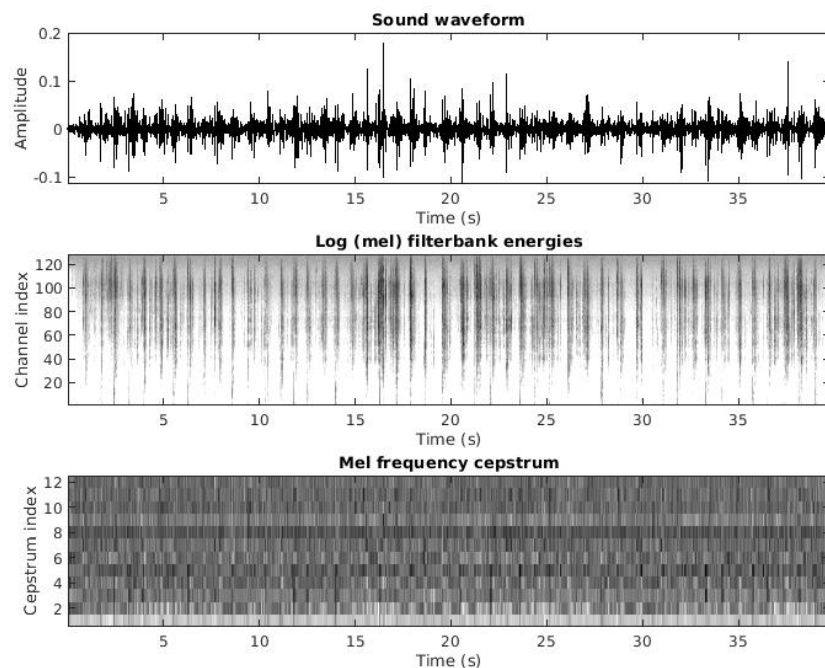 Sound waveform
0.2
0.1
0
-0.1
Amplitude
5 10 15 20 25 30 35
Time (s)
Log (mel) filterbank energies
120
100
80
60
40
20
Channel index
5 10 15 20 25 30 35
Time (s)
Mel frequency cepstrum
12
10
8
6
4
2
Cepstrum index
5 10 15 20 25 30 35
Time (s)